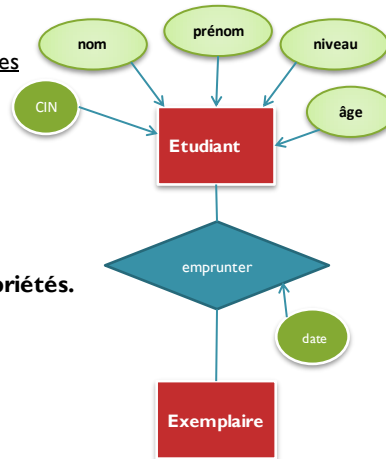 prénom
nom
niveau
es
CIN
âge
Etudiant
emprunter
riétés.
date
Exemplaire